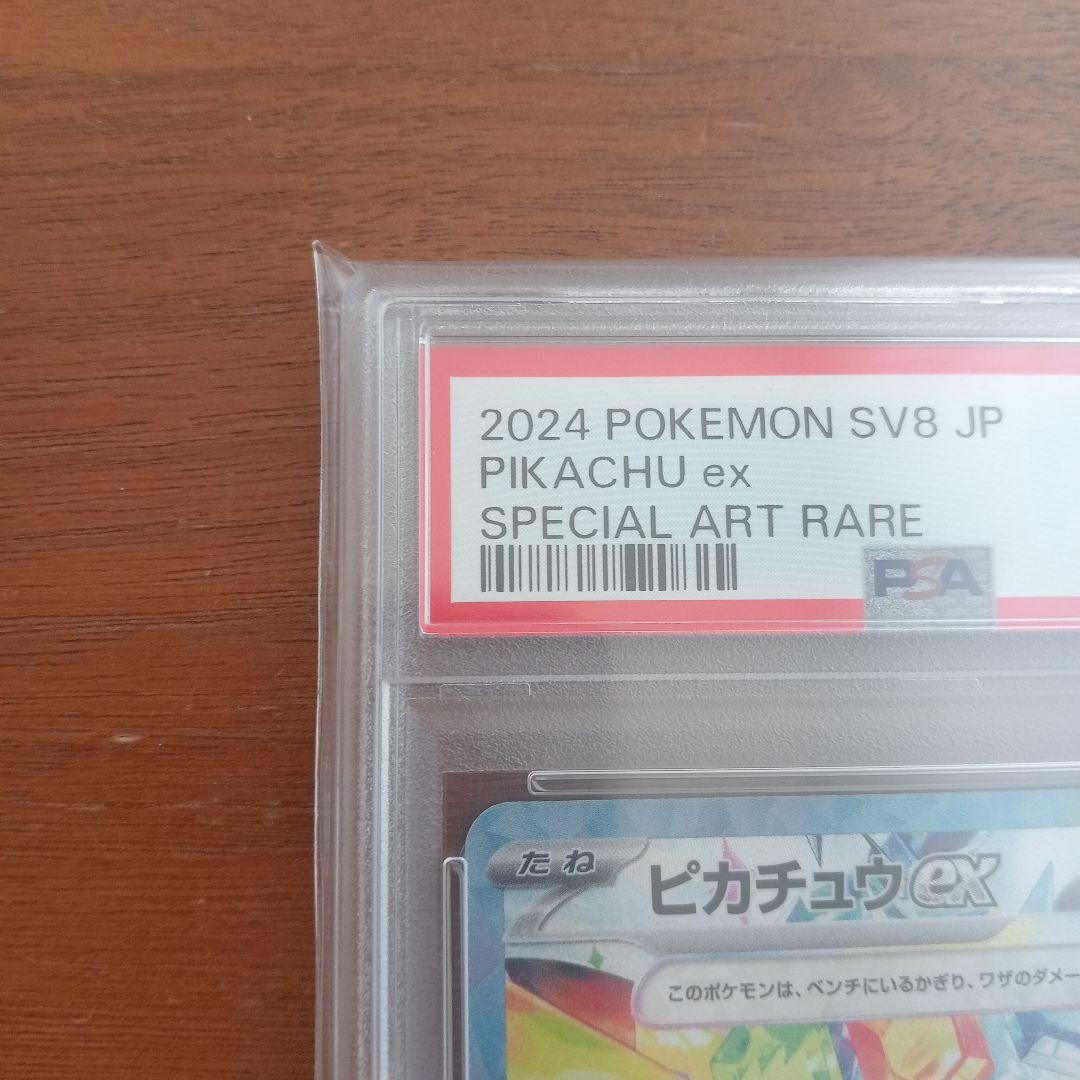 2024 POKEMON SV8 JP
PIKACHU ex
SPECIAL ART RARE
PSA
たね
ピカチュウex
このポケモンは、ベンチにいるかぎり、ワザのダメー